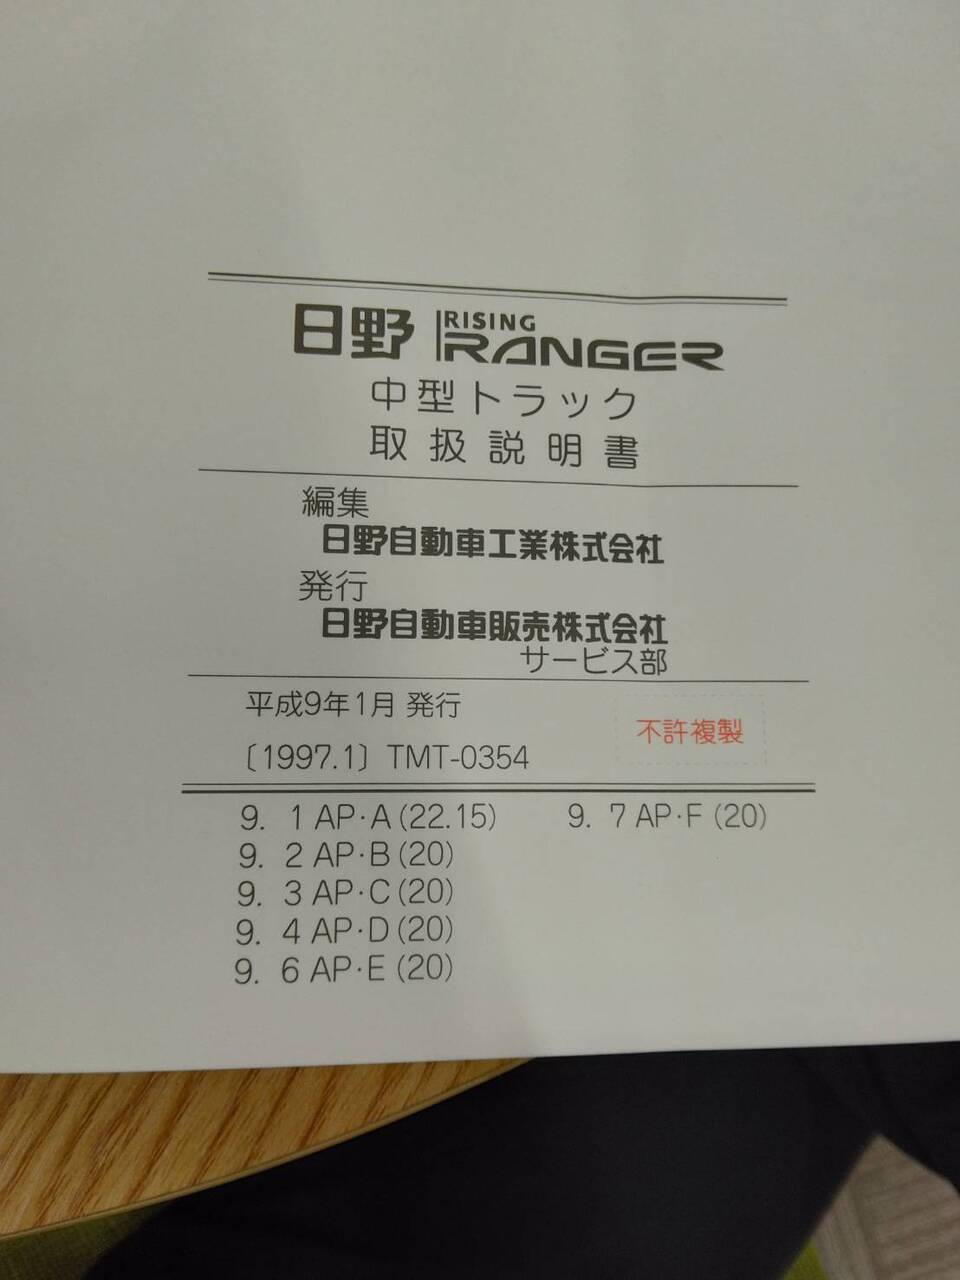 日野 RISING RANGER
中型トラック
取扱説明書
編集
日野自動車工業株式会社
発行
日野自動車販売株式会社
サービス部
平成9年1月 発行
〔1997.1〕 TMT-0354
不許複製
9. 1 AP·A (22.15)
9. 2 AP·B (20)
9. 3 AP·C (20)
9. 4 AP·D (20)
9. 6 AP·E (20)
9. 7 AP·F (20)